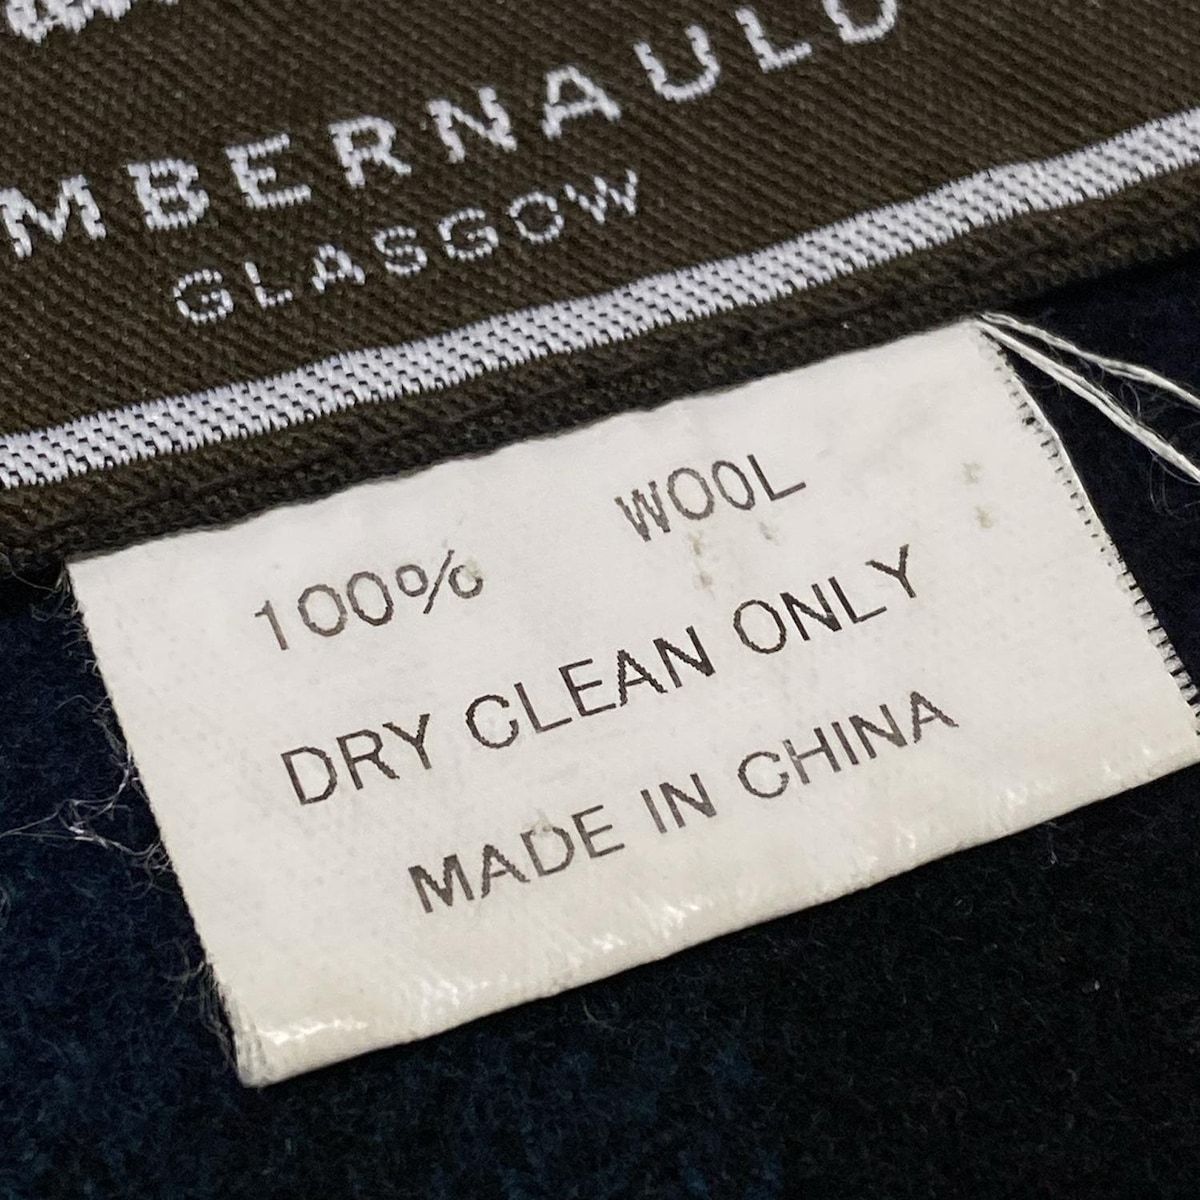 MBERNAULD
GLASGOW
100% WOOL
DRY CLEAN ONLY
MADE IN CHINA